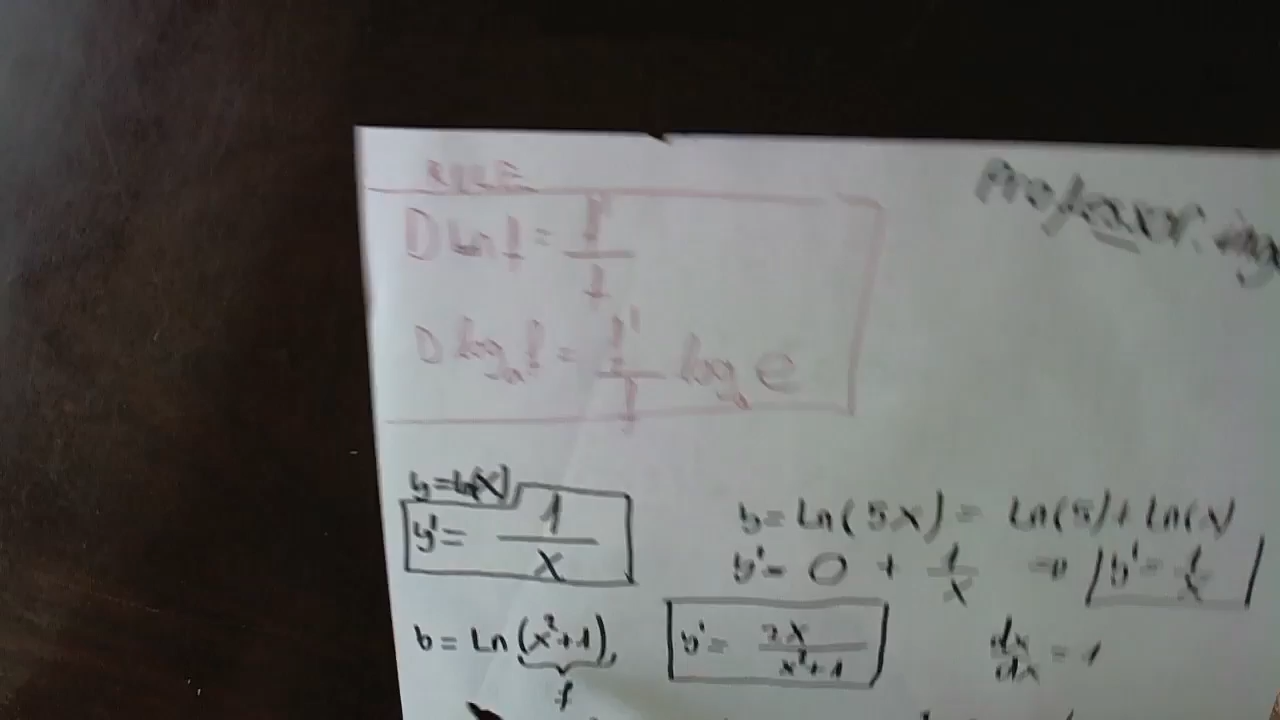 RULE
D Ln f = f' / f
D log_a f = f' / f log_a e
y = Ln(x)
y' = 1 / x
y = Ln(5x) = Ln(5) + Ln(x)
y' = 0 + 1/x ⇒ y' = 1/x
y = Ln(x²+1)
f
y' = 2x / x²+1
dx/dx = 1